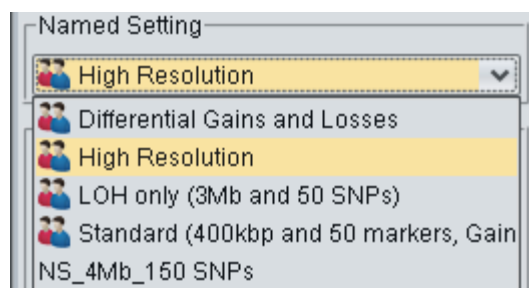 Named Setting
High Resolution
Differential Gains and Losses
High Resolution
LOH only (3Mb and 50 SNPs)
Standard (400kbp and 50 markers, Gain
NS_4Mb_150 SNPs